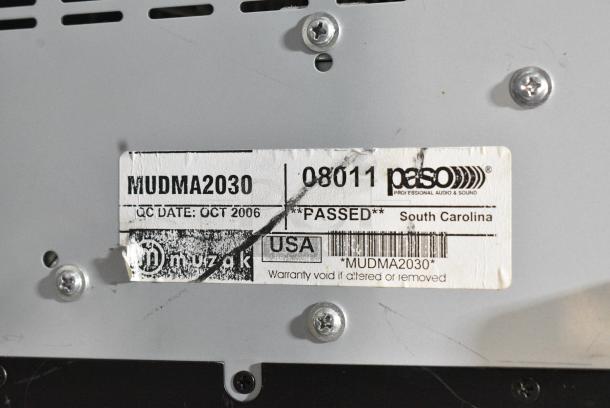 MUDMA2030
08011 paso))))))®
PROFESSIONAL AUDIO & SOUND
QC DATE: OCT 2006
**PASSED** South Carolina
m muzak
USA
*MUDMA2030*
Warranty void if altered or removed